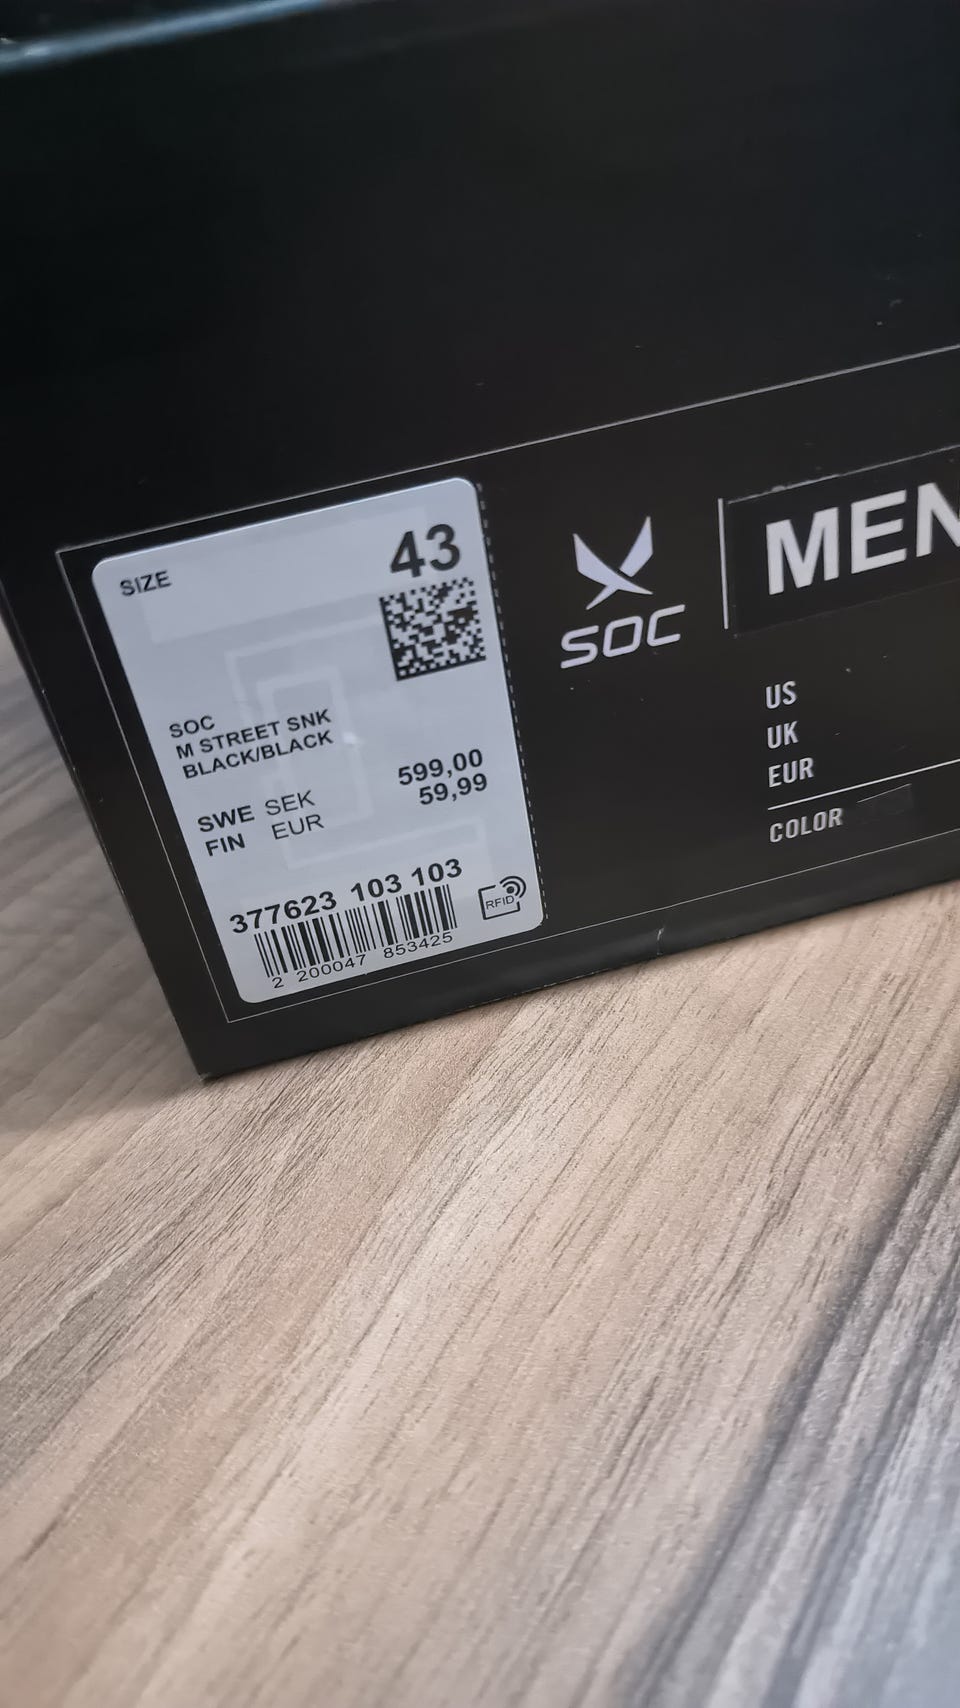 SIZE 43
SOC
M STREET SNK
BLACK/BLACK
SWE SEK 599,00
FIN EUR 59,99
377623 103 103
RFID
2 200047 853425
SOC
MEN
US
UK
EUR
COLOR